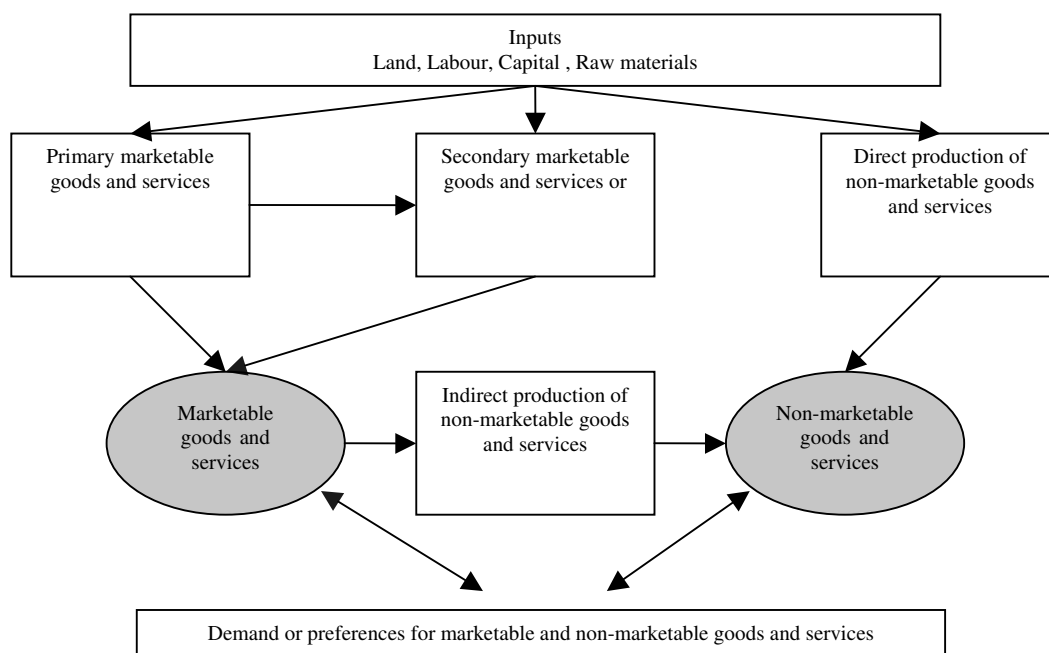 Inputs
Land, Labour, Capital , Raw materials
Primary marketable
goods and services
Secondary marketable
goods and services or
Direct production of
non-marketable goods
and services
Marketable
goods and
services
Indirect production of
non-marketable goods
and services
Non-marketable
goods and
services
Demand or preferences for marketable and non-marketable goods and services